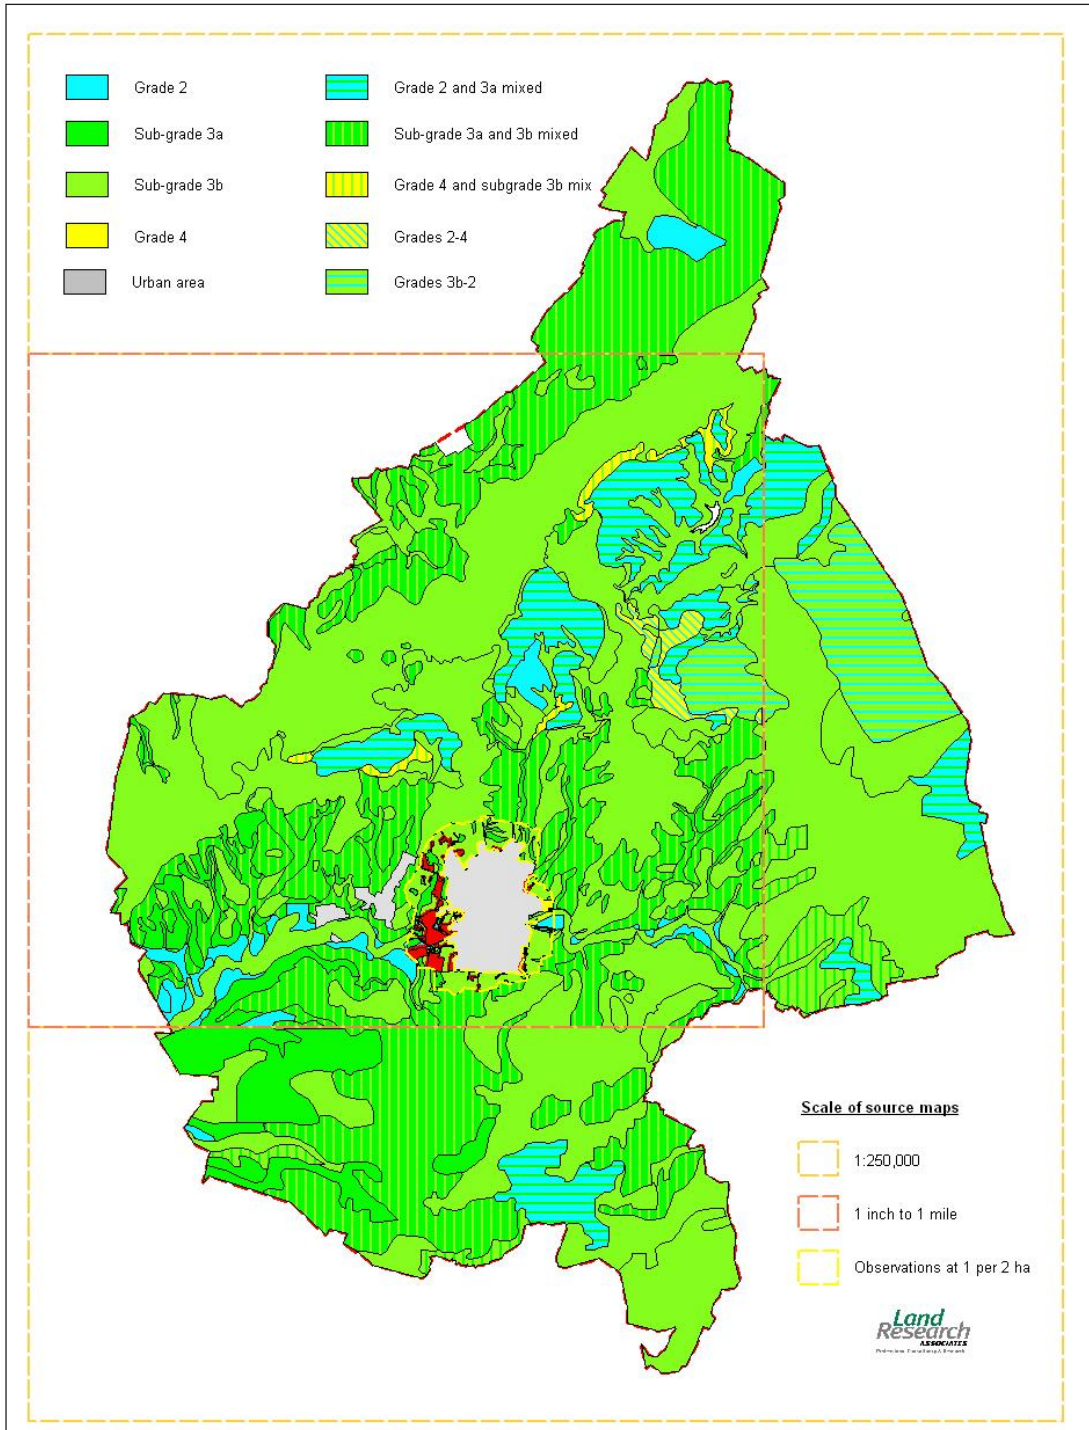 Grade 2
Grade 2 and 3a mixed
Sub-grade 3a
Sub-grade 3a and 3b mixed
Sub-grade 3b
Grade 4 and subgrade 3b mix
Grade 4
Grades 2-4
Urban area
Grades 3b-2
Scale of source maps
1:250,000
1 inch to 1 mile
Observations at 1 per 2 ha
Land
Research
ASSOCIATES